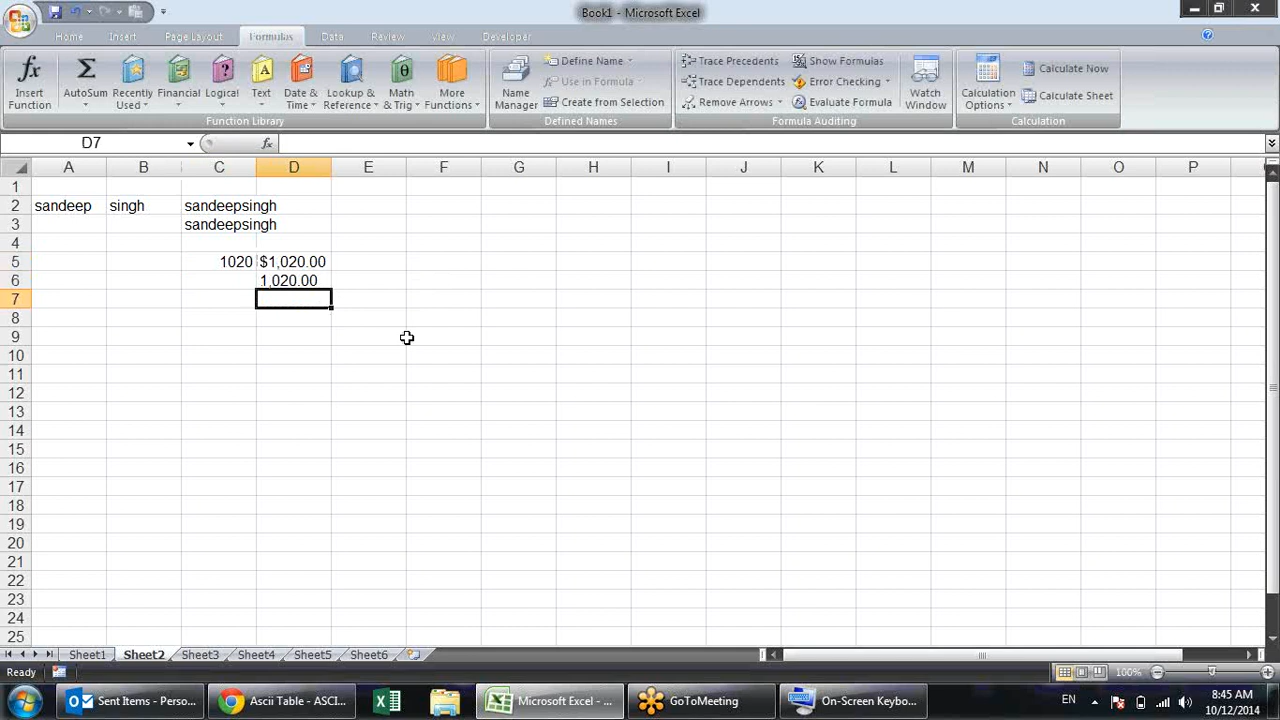 Book1 - Microsoft Excel
Home Insert Page Layout Formulas Data Review View Developer
fx Insert Function
Σ AutoSum
Recently Used
Financial
Logical
Text
Date & Time
Lookup & Reference
Math & Trig
More Functions
Function Library
Name Manager
Define Name
Use in Formula
Create from Selection
Defined Names
Trace Precedents
Trace Dependents
Remove Arrows
Show Formulas
Error Checking
Evaluate Formula
Watch Window
Formula Auditing
Calculation Options
Calculate Now
Calculate Sheet
Calculation
D7 fx
A B C D E F G H I J K L M N O P
1
2 sandeep singh sandeepsingh
3 sandeepsingh
4
5 1020 $1,020.00
6 1,020.00
7
8
9
10
11
12
13
14
15
16
17
18
19
20
21
22
23
24
25
Sheet1 Sheet2 Sheet3 Sheet4 Sheet5 Sheet6
Ready 100%
Sent Items - Perso... Ascii Table - ASCI... Microsoft Excel - ... GoToMeeting On-Screen Keybo... EN 8:45 AM
10/12/2014